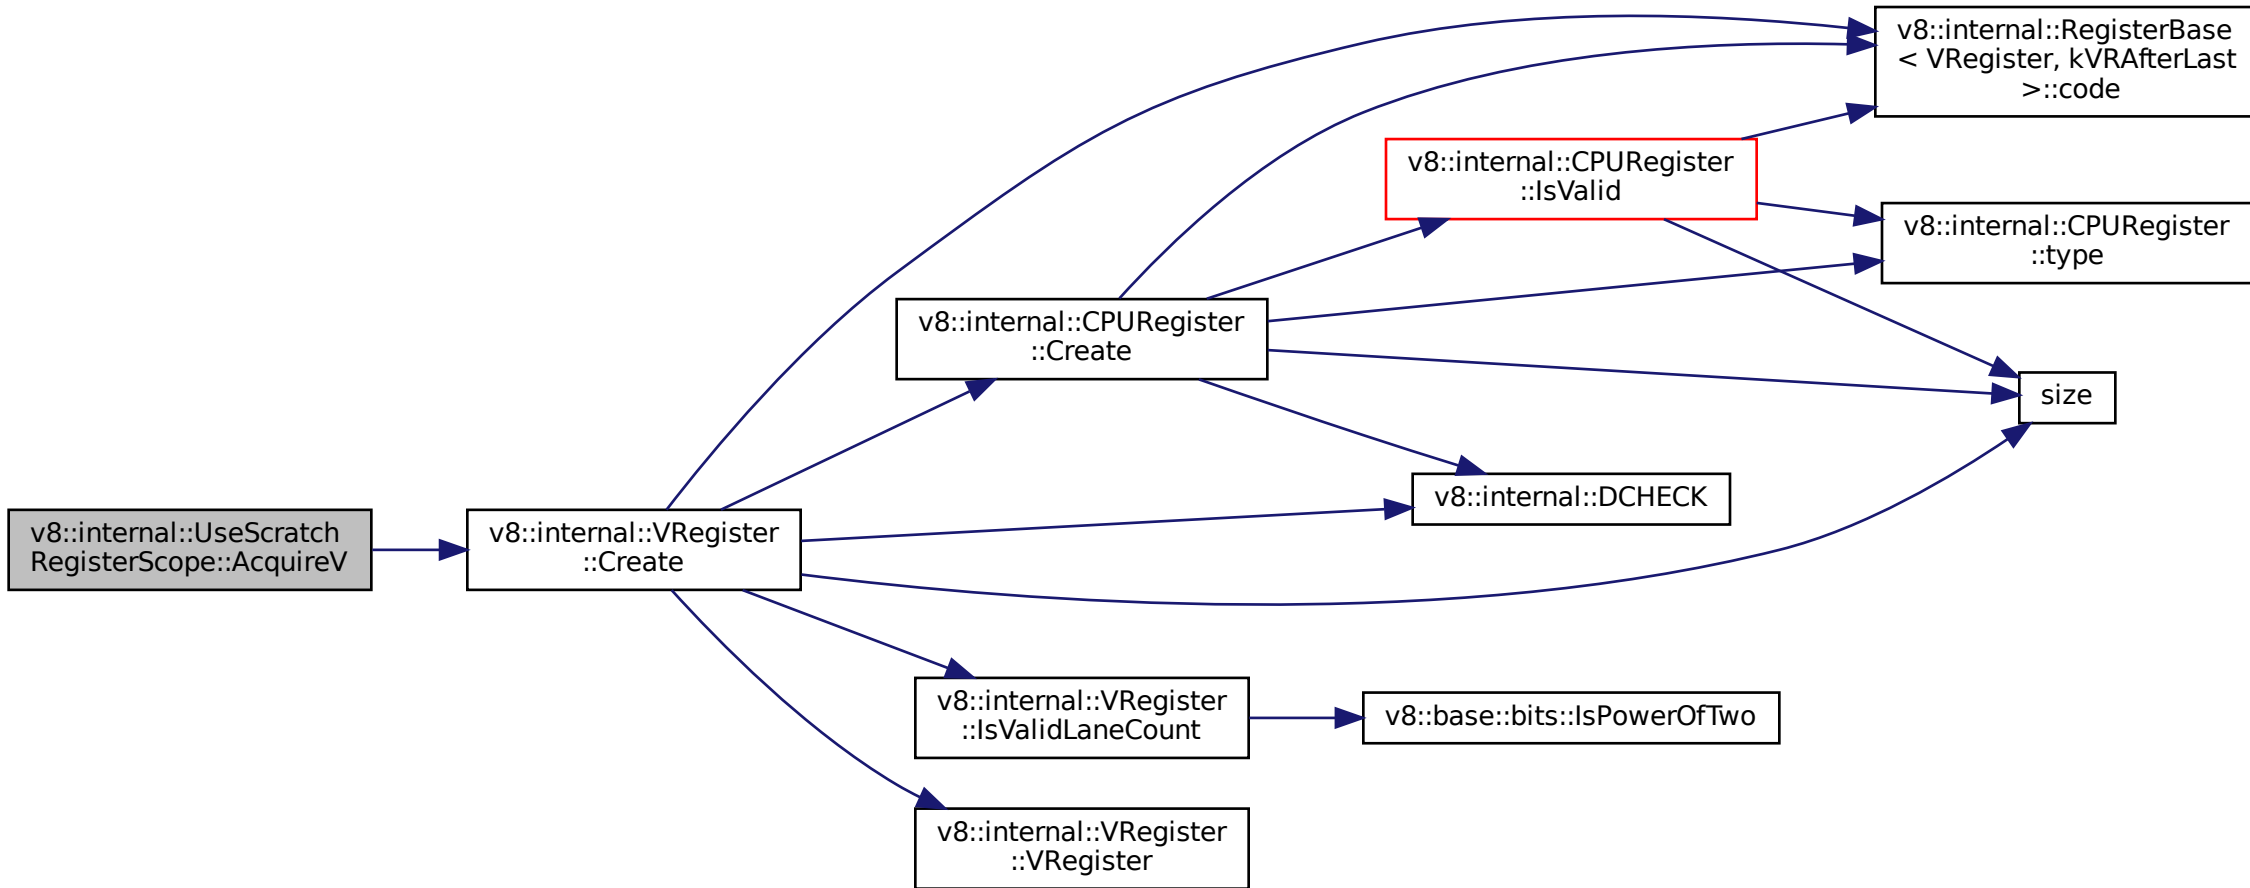 v8::internal::UseScratch
RegisterScope::AcquireV
v8::internal::VRegister
::Create
v8::internal::CPURegister
::Create
v8::internal::CPURegister
::IsValid
v8::internal::RegisterBase
< VRegister, kVRAfterLast
>::code
v8::internal::CPURegister
::type
size
v8::internal::DCHECK
v8::internal::VRegister
::IsValidLaneCount
v8::base::bits::IsPowerOfTwo
v8::internal::VRegister
::VRegister